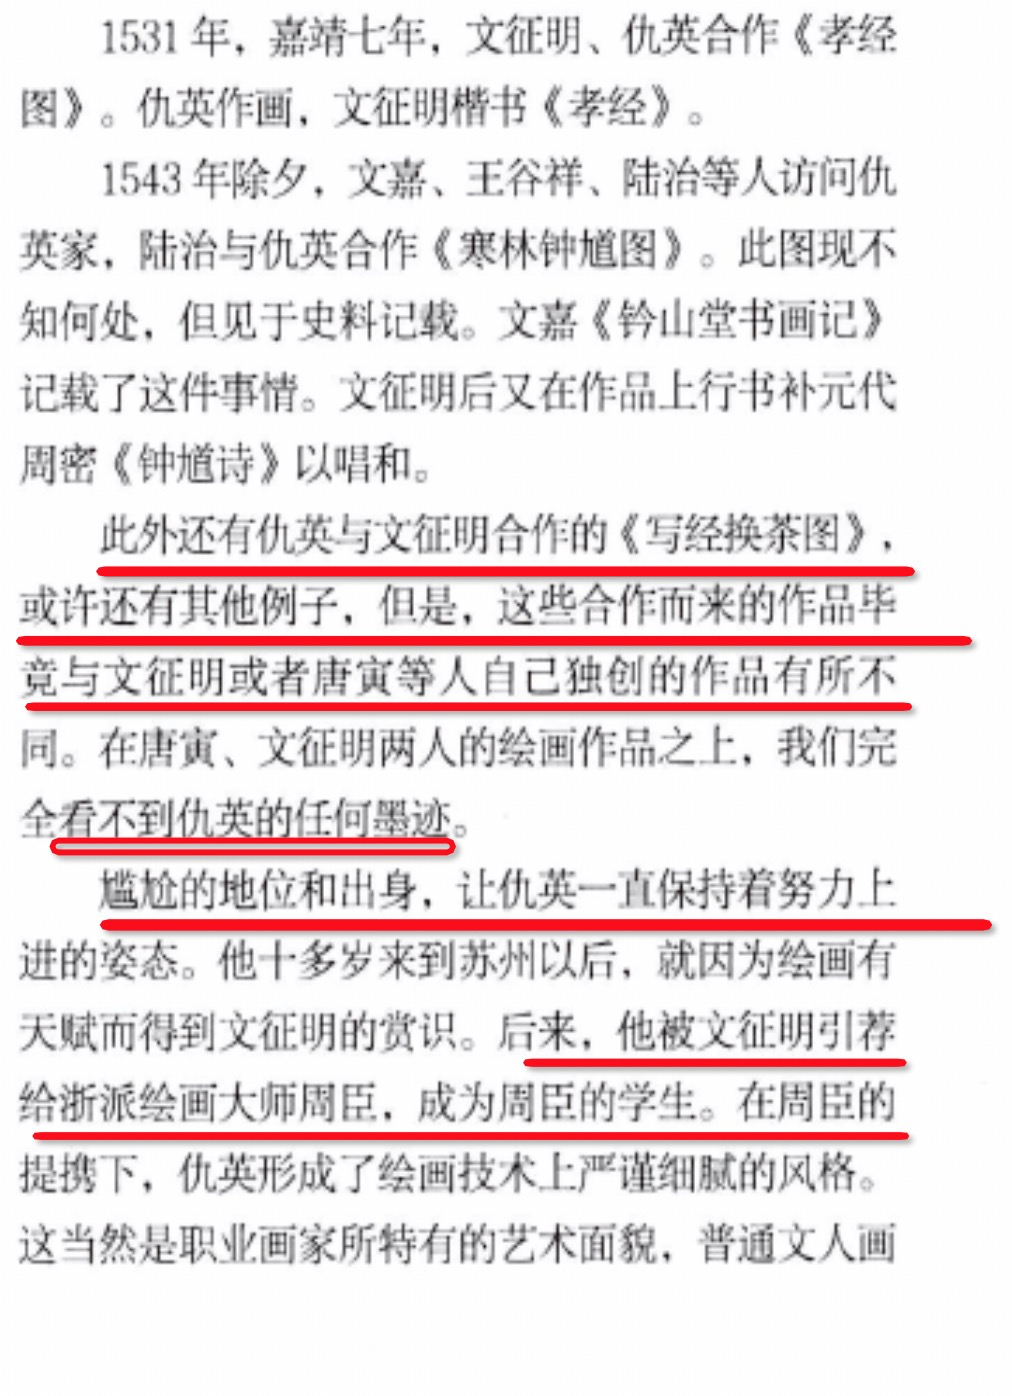 1531年，嘉靖七年，文征明、仇英合作《孝经
图》。仇英作画，文征明楷书《孝经》。
1543年除夕，文嘉、王谷祥、陆治等人访问仇
英家，陆治与仇英合作《寒林钟馗图》。此图现不
知何处，但见于史料记载。文嘉《钤山堂书画记》
记载了这件事情。文征明后又在作品上行书补元代
周密《钟馗诗》以唱和。
此外还有仇英与文征明合作的《写经换茶图》，
或许还有其他例子，但是，这些合作而来的作品毕
竟与文征明或者唐寅等人自己独创的作品有所不
同。在唐寅、文征明两人的绘画作品之上，我们完
全看不到仇英的任何墨迹。
尴尬的地位和出身，让仇英一直保持着努力上
进的姿态。他十多岁来到苏州以后，就因为绘画有
天赋而得到文征明的赏识。后来，他被文征明引荐
给浙派绘画大师周臣，成为周臣的学生。在周臣的
提携下，仇英形成了绘画技术上严谨细腻的风格。
这当然是职业画家所特有的艺术面貌，普通文人画